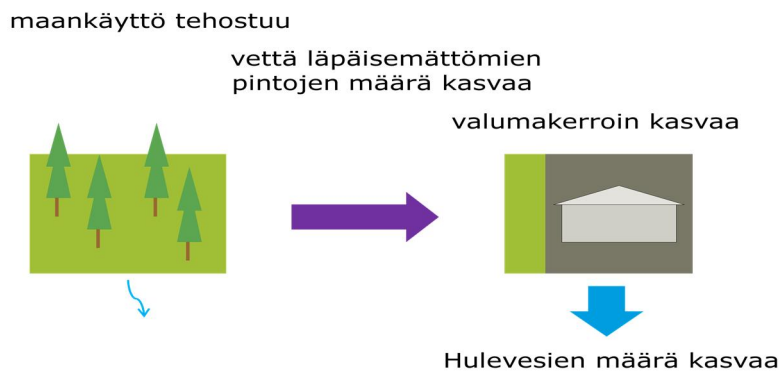 maankäyttö tehostuu
vettä läpäisemättömien
pintojen määrä kasvaa
valumakerroin kasvaa
Hulevesien määrä kasvaa